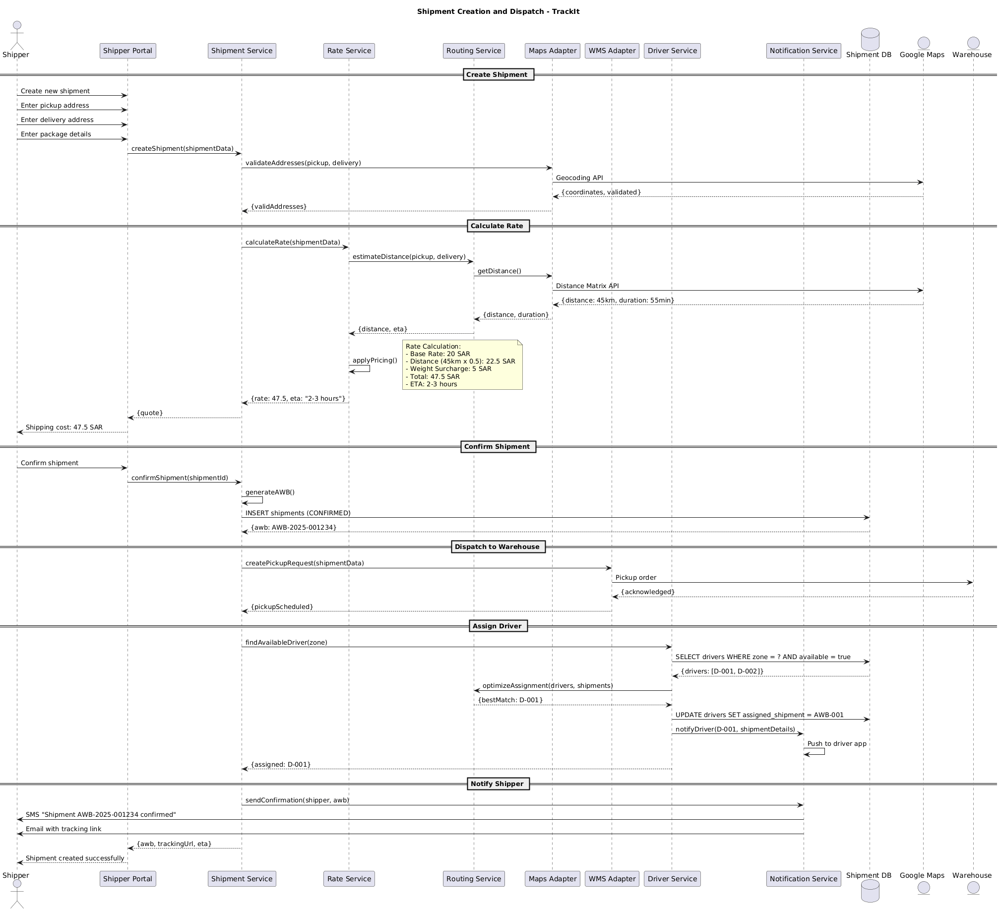 Shipment Creation and Dispatch - TrackIt
Shipper
Shipper Portal
Shipment Service
Rate Service
Routing Service
Maps Adapter
WMS Adapter
Driver Service
Notification Service
Shipment DB
Google Maps
Warehouse
Create Shipment
Create new shipment
Enter pickup address
Enter delivery address
Enter package details
createShipment(shipmentData)
validateAddresses(pickup, delivery)
Geocoding API
{coordinates, validated}
{validAddresses}
Calculate Rate
calculateRate(shipmentData)
estimateDistance(pickup, delivery)
getDistance()
Distance Matrix API
{distance: 45km, duration: 55min}
{distance, duration}
{distance, eta}
applyPricing()
Rate Calculation:
- Base Rate: 20 SAR
- Distance (45km x 0.5): 22.5 SAR
- Weight Surcharge: 5 SAR
- Total: 47.5 SAR
- ETA: 2-3 hours
{rate: 47.5, eta: "2-3 hours"}
{quote}
Shipping cost: 47.5 SAR
Confirm Shipment
Confirm shipment
confirmShipment(shipmentId)
generateAWB()
INSERT shipments (CONFIRMED)
{awb: AWB-2025-001234}
Dispatch to Warehouse
createPickupRequest(shipmentData)
Pickup order
{acknowledged}
{pickupScheduled}
Assign Driver
findAvailableDriver(zone)
SELECT drivers WHERE zone = ? AND available = true
{drivers: [D-001, D-002]}
optimizeAssignment(drivers, shipments)
{bestMatch: D-001}
UPDATE drivers SET assigned_shipment = AWB-001
notifyDriver(D-001, shipmentDetails)
Push to driver app
{assigned: D-001}
Notify Shipper
sendConfirmation(shipper, awb)
SMS "Shipment AWB-2025-001234 confirmed"
Email with tracking link
{awb, trackingUrl, eta}
Shipment created successfully
Shipper
Shipper Portal
Shipment Service
Rate Service
Routing Service
Maps Adapter
WMS Adapter
Driver Service
Notification Service
Shipment DB
Google Maps
Warehouse